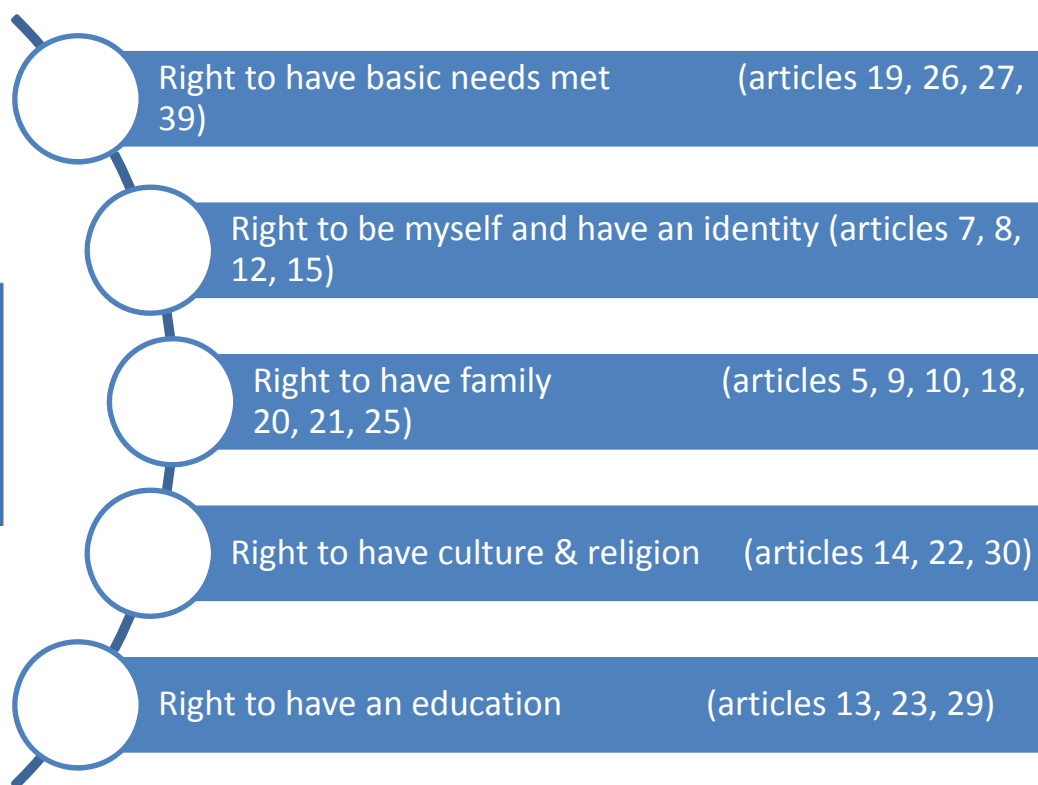 Right to have basic needs met (articles 19, 26, 27,
39)
Right to be myself and have an identity (articles 7, 8,
12, 15)
Right to have family (articles 5, 9, 10, 18,
20, 21, 25)
Right to have culture & religion (articles 14, 22, 30)
Right to have an education (articles 13, 23, 29)